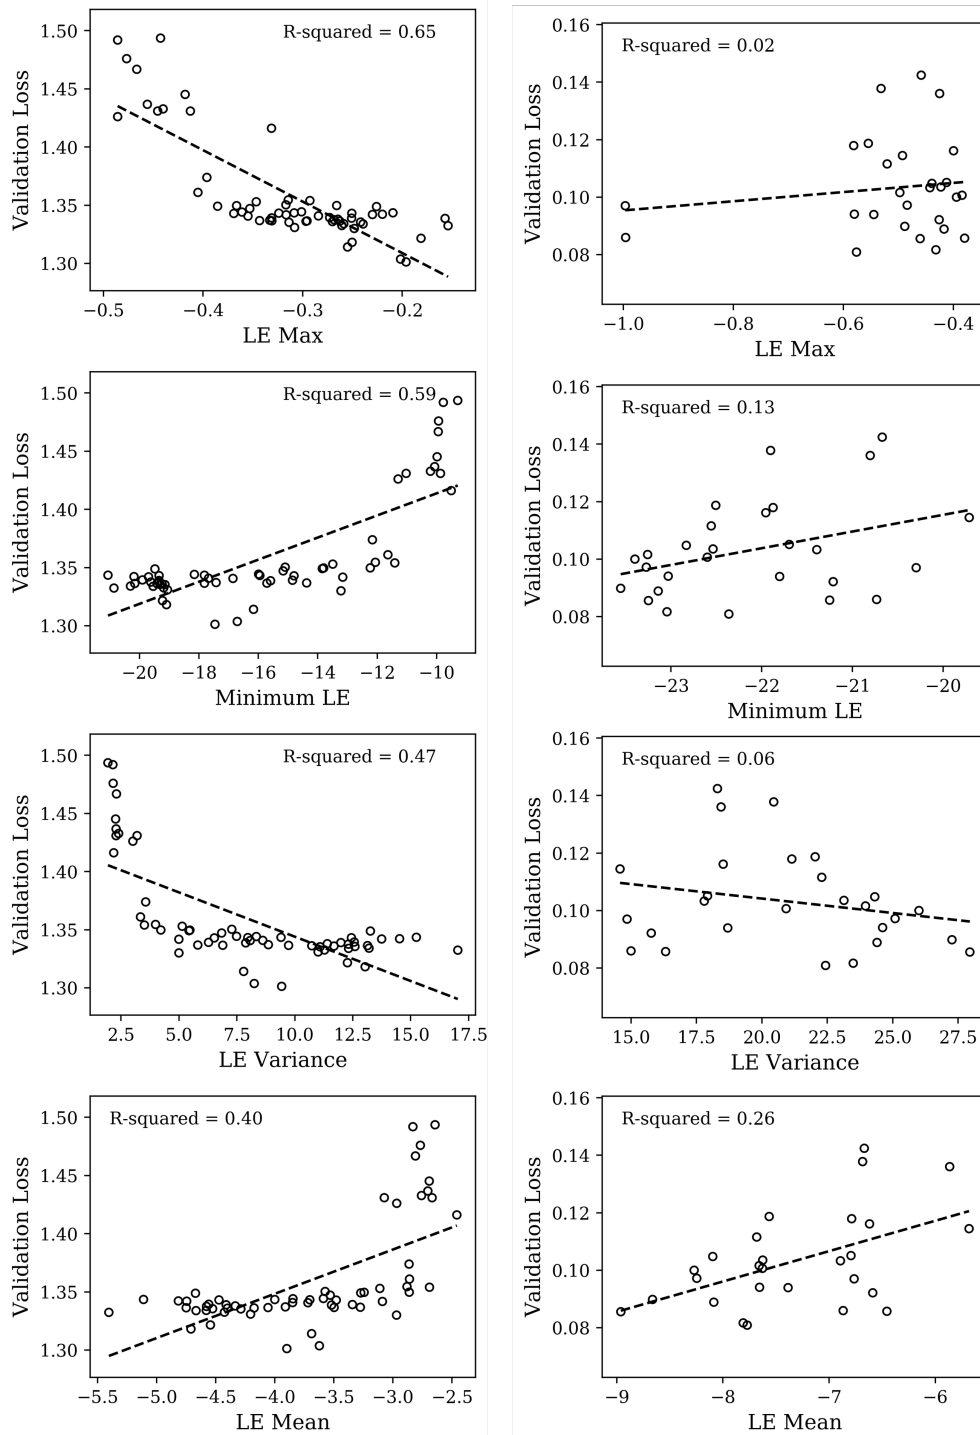 R-squared = 0.65
1.50
1.45
1.40
1.35
1.30
Validation Loss
−0.5 −0.4 −0.3 −0.2
LE Max
R-squared = 0.02
0.16
0.14
0.12
0.10
0.08
Validation Loss
−1.0 −0.8 −0.6 −0.4
LE Max
R-squared = 0.59
1.50
1.45
1.40
1.35
1.30
Validation Loss
−20 −18 −16 −14 −12 −10
Minimum LE
R-squared = 0.13
0.16
0.14
0.12
0.10
0.08
Validation Loss
−23 −22 −21 −20
Minimum LE
R-squared = 0.47
1.50
1.45
1.40
1.35
1.30
Validation Loss
2.5 5.0 7.5 10.0 12.5 15.0 17.5
LE Variance
R-squared = 0.06
0.16
0.14
0.12
0.10
0.08
Validation Loss
15.0 17.5 20.0 22.5 25.0 27.5
LE Variance
R-squared = 0.40
1.50
1.45
1.40
1.35
1.30
Validation Loss
−5.5 −5.0 −4.5 −4.0 −3.5 −3.0 −2.5
LE Mean
R-squared = 0.26
0.16
0.14
0.12
0.10
0.08
Validation Loss
−9 −8 −7 −6
LE Mean